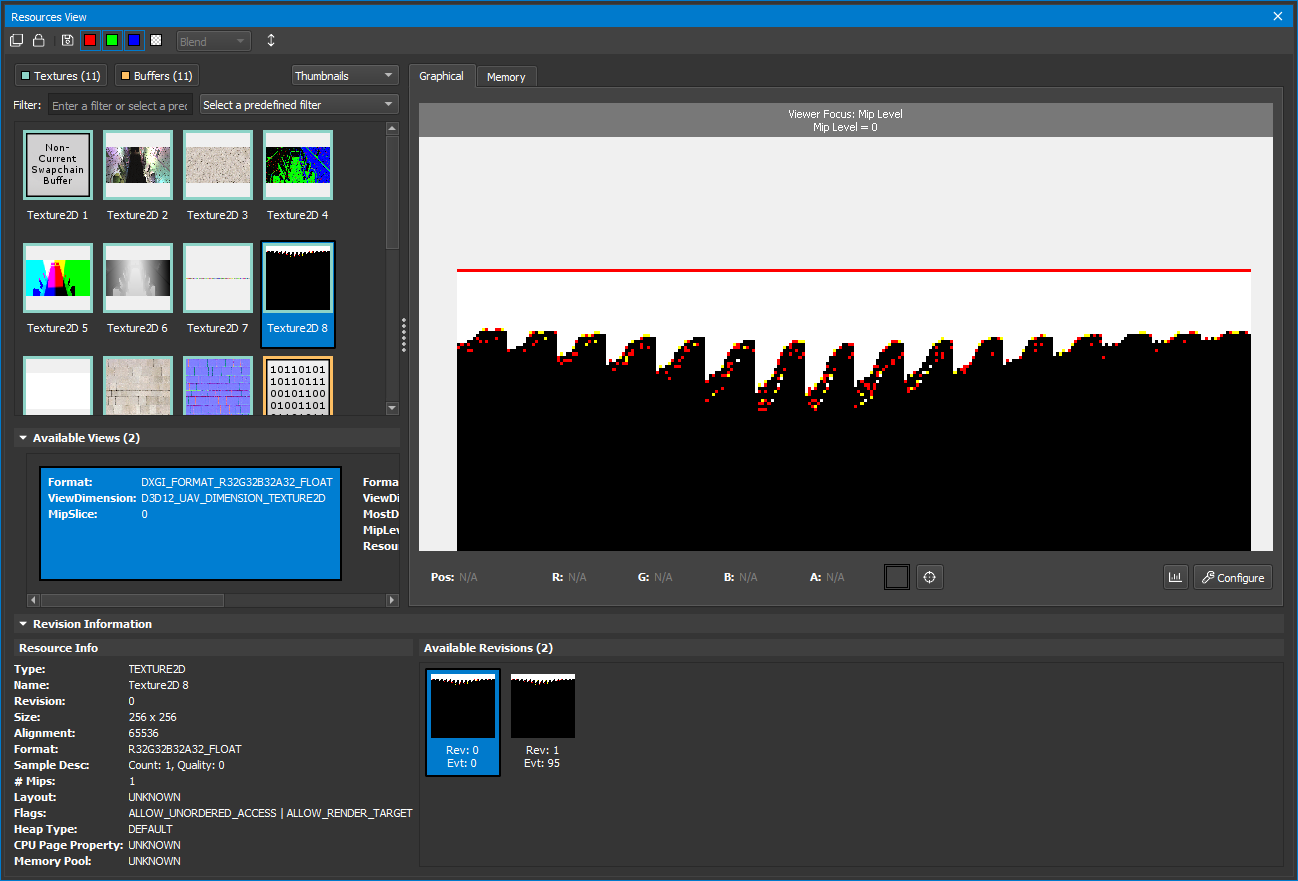 Resources View
Blend
Textures (11)
Buffers (11)
Thumbnails
Filter:
Enter a filter or select a prec
Select a predefined filter
Non-
Current
Swapchain
Buffer
Texture2D 1
Texture2D 2
Texture2D 3
Texture2D 4
Texture2D 5
Texture2D 6
Texture2D 7
Texture2D 8
10110101
10110111
00101100
01001101
Available Views (2)
Format: DXGI_FORMAT_R32G32B32A32_FLOAT
ViewDimension: D3D12_UAV_DIMENSION_TEXTURE2D
MipSlice: 0
Forma
ViewDi
MostD
MipLev
Resou
Graphical
Memory
Viewer Focus: Mip Level
Mip Level = 0
Pos: N/A R: N/A G: N/A B: N/A A: N/A
Configure
Revision Information
Resource Info
Type: TEXTURE2D
Name: Texture2D 8
Revision: 0
Size: 256 x 256
Alignment: 65536
Format: R32G32B32A32_FLOAT
Sample Desc: Count: 1, Quality: 0
# Mips: 1
Layout: UNKNOWN
Flags: ALLOW_UNORDERED_ACCESS | ALLOW_RENDER_TARGET
Heap Type: DEFAULT
CPU Page Property: UNKNOWN
Memory Pool: UNKNOWN
Available Revisions (2)
Rev: 0
Evt: 0
Rev: 1
Evt: 95